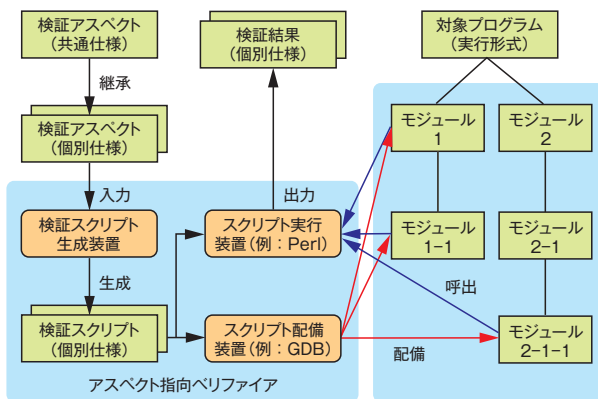 検証アスペクト
(共通仕様)
継承
検証アスペクト
(個別仕様)
入力
検証スクリプト
生成装置
生成
検証スクリプト
(個別仕様)
検証結果
(個別仕様)
出力
スクリプト実行
装置(例：Perl)
スクリプト配備
装置(例：GDB)
アスペクト指向ベリファイア
対象プログラム
(実行形式)
モジュール
1
モジュール
2
モジュール
1-1
モジュール
2-1
呼出
モジュール
2-1-1
配備